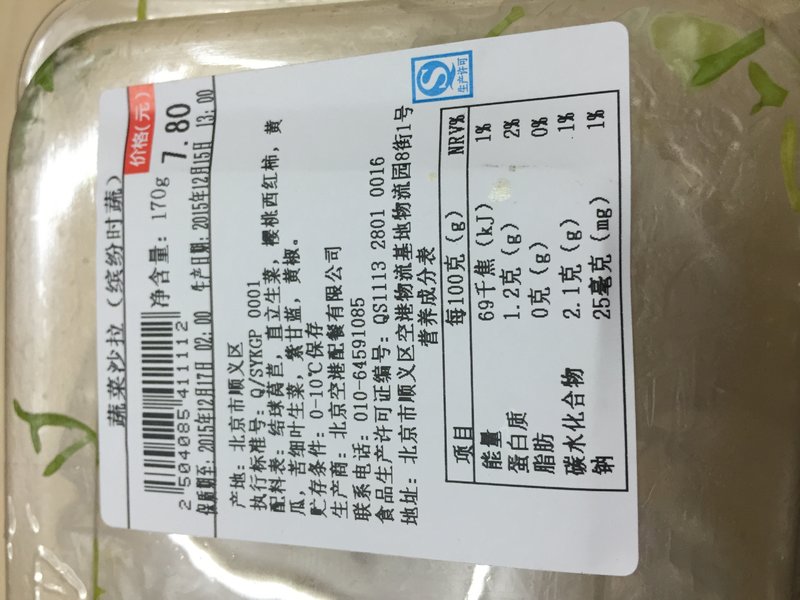 蔬菜沙拉（缤纷时蔬）
净含量：170g
价格(元)
7.80
2504085411112
保质期至:2015年12月17日 02:00 生产日期:2015年12月15日 13:00
产地：北京市顺义区
执行标准号：Q/SYKGP 0001
配料表：结球莴苣，直立生菜，樱桃西红柿，黄
瓜，苦细叶生菜，紫甘蓝，黄椒。
贮存条件：0-10℃保存
生产商：北京空港配餐有限公司
联系电话：010-64591085
食品生产许可证编号：QS1113 2801 0016
地址：北京市顺义区空港物流基地物流园8街1号
生产许可
营养成分表
项目 每100克（g） NRV%
能量 69千焦（kJ） 1%
蛋白质 1.2克（g） 2%
脂肪 0克（g） 0%
碳水化合物 2.1克（g） 1%
钠 25毫克（mg） 1%